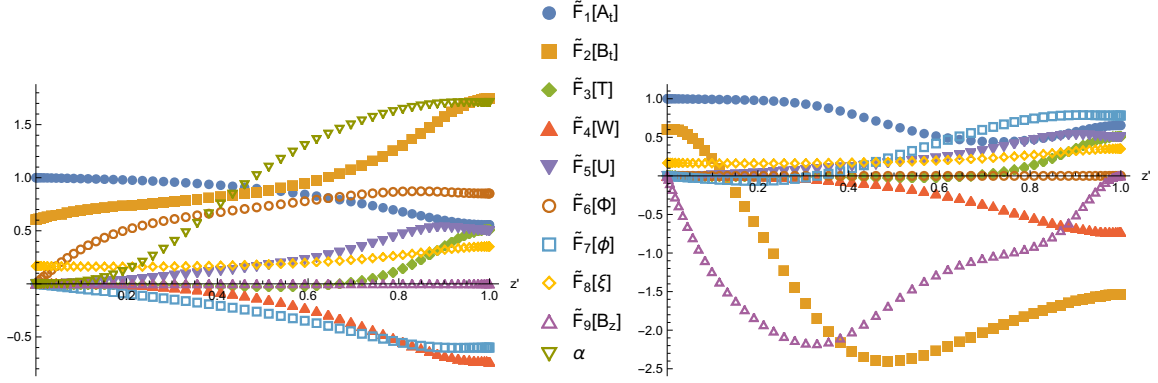 1.5
1.0
0.5
-0.5
0.2
0.4
0.6
0.8
1.0
z'
F̃₁[Aₜ]
F̃₂[Bₜ]
F̃₃[T]
F̃₄[W]
F̃₅[U]
F̃₆[Φ]
F̃₇[ϕ]
F̃₈[ξ]
F̃₉[B_z]
α
1.0
0.5
-0.5
-1.0
-1.5
-2.0
-2.5
0.2
0.4
0.6
0.8
1.0
z'